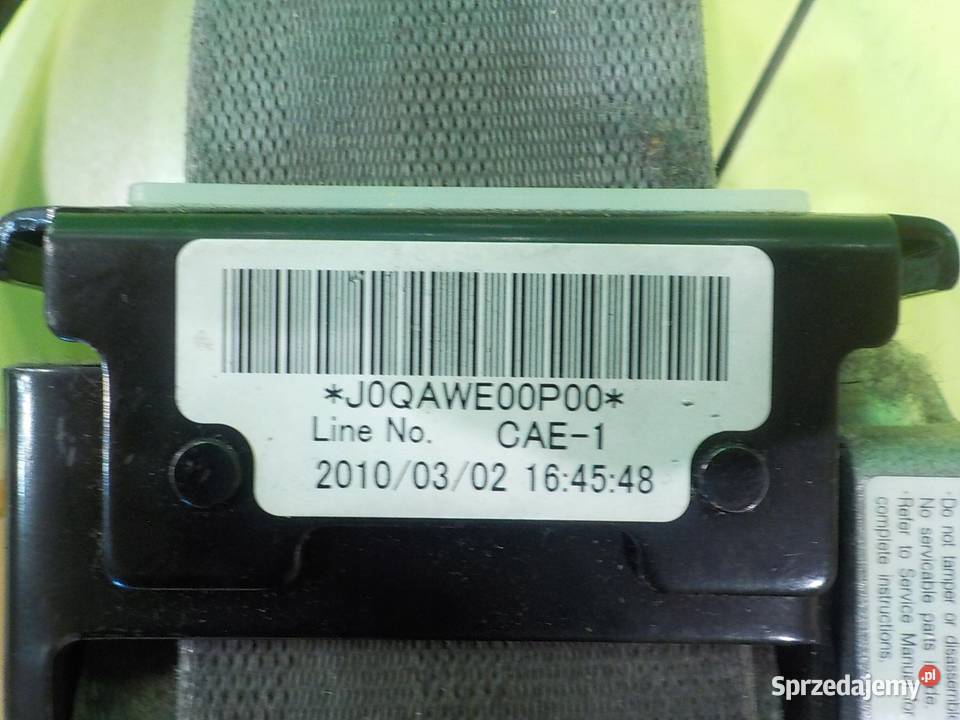 *J0QAWE00P00*
Line No. CAE-1
2010/03/02 16:45:48
·Do not tamper or disassemble
No servicable parts
·Refer to Service Manual for
complete instructions.
Sprzedajemy.pl